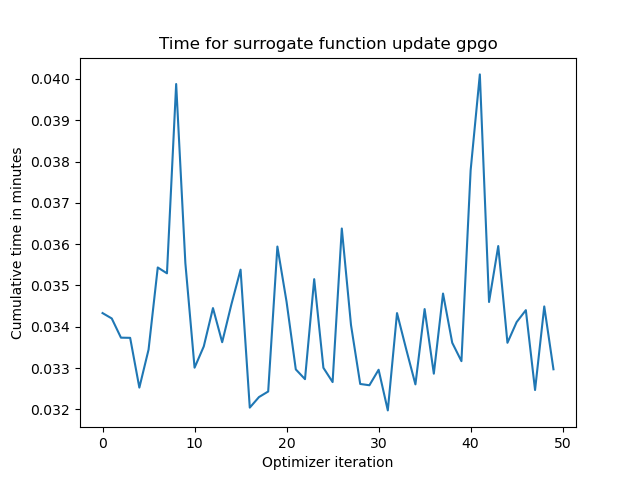 Time for surrogate function update gpgo
0.040
0.039
0.038
0.037
0.036
0.035
0.034
0.033
0.032
Cumulative time in minutes
0 10 20 30 40 50
Optimizer iteration